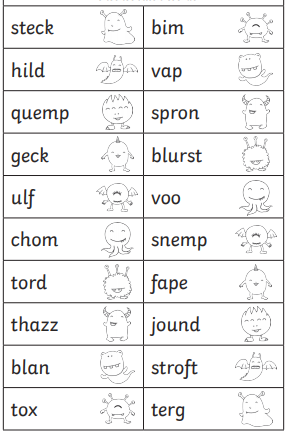 steck bim
hild vap
quemp spron
geck blurst
ulf voo
chom snemp
tord fape
thazz jound
blan stroft
tox terg